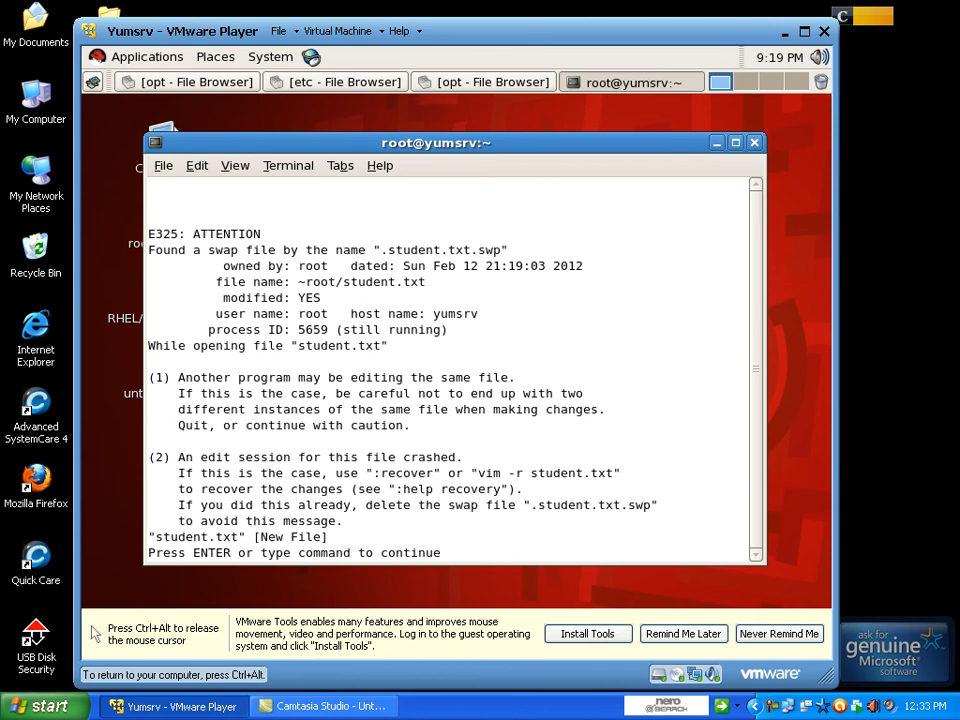 My Documents
My Computer
My Network
Places
Recycle Bin
Internet
Explorer
Advanced
SystemCare 4
Mozilla Firefox
Quick Care
USB Disk
Security
Yumsrv - VMware Player
File
Virtual Machine
Help
Applications
Places
System
9:19 PM
[opt - File Browser]
[etc - File Browser]
[opt - File Browser]
root@yumsrv:~
C
C
roo
RHEL/
unt
root@yumsrv:~
File
Edit
View
Terminal
Tabs
Help
E325: ATTENTION
Found a swap file by the name ".student.txt.swp"
owned by: root   dated: Sun Feb 12 21:19:03 2012
file name: ~root/student.txt
modified: YES
user name: root   host name: yumsrv
process ID: 5659 (still running)
While opening file "student.txt"
(1) Another program may be editing the same file.
If this is the case, be careful not to end up with two
different instances of the same file when making changes.
Quit, or continue with caution.
(2) An edit session for this file crashed.
If this is the case, use ":recover" or "vim -r student.txt"
to recover the changes (see ":help recovery").
If you did this already, delete the swap file ".student.txt.swp"
to avoid this message.
"student.txt" [New File]
Press ENTER or type command to continue
Press Ctrl+Alt to release
the mouse cursor
VMware Tools enables many features and improves mouse
movement, video and performance. Log in to the guest operating
system and click "Install Tools".
Install Tools
Remind Me Later
Never Remind Me
To return to your computer, press Ctrl+Alt.
vmware
ask for
genuine
Microsoft
software
start
Yumsrv - VMware Player
Camtasia Studio - Unt...
nero
SEARCH
12:33 PM